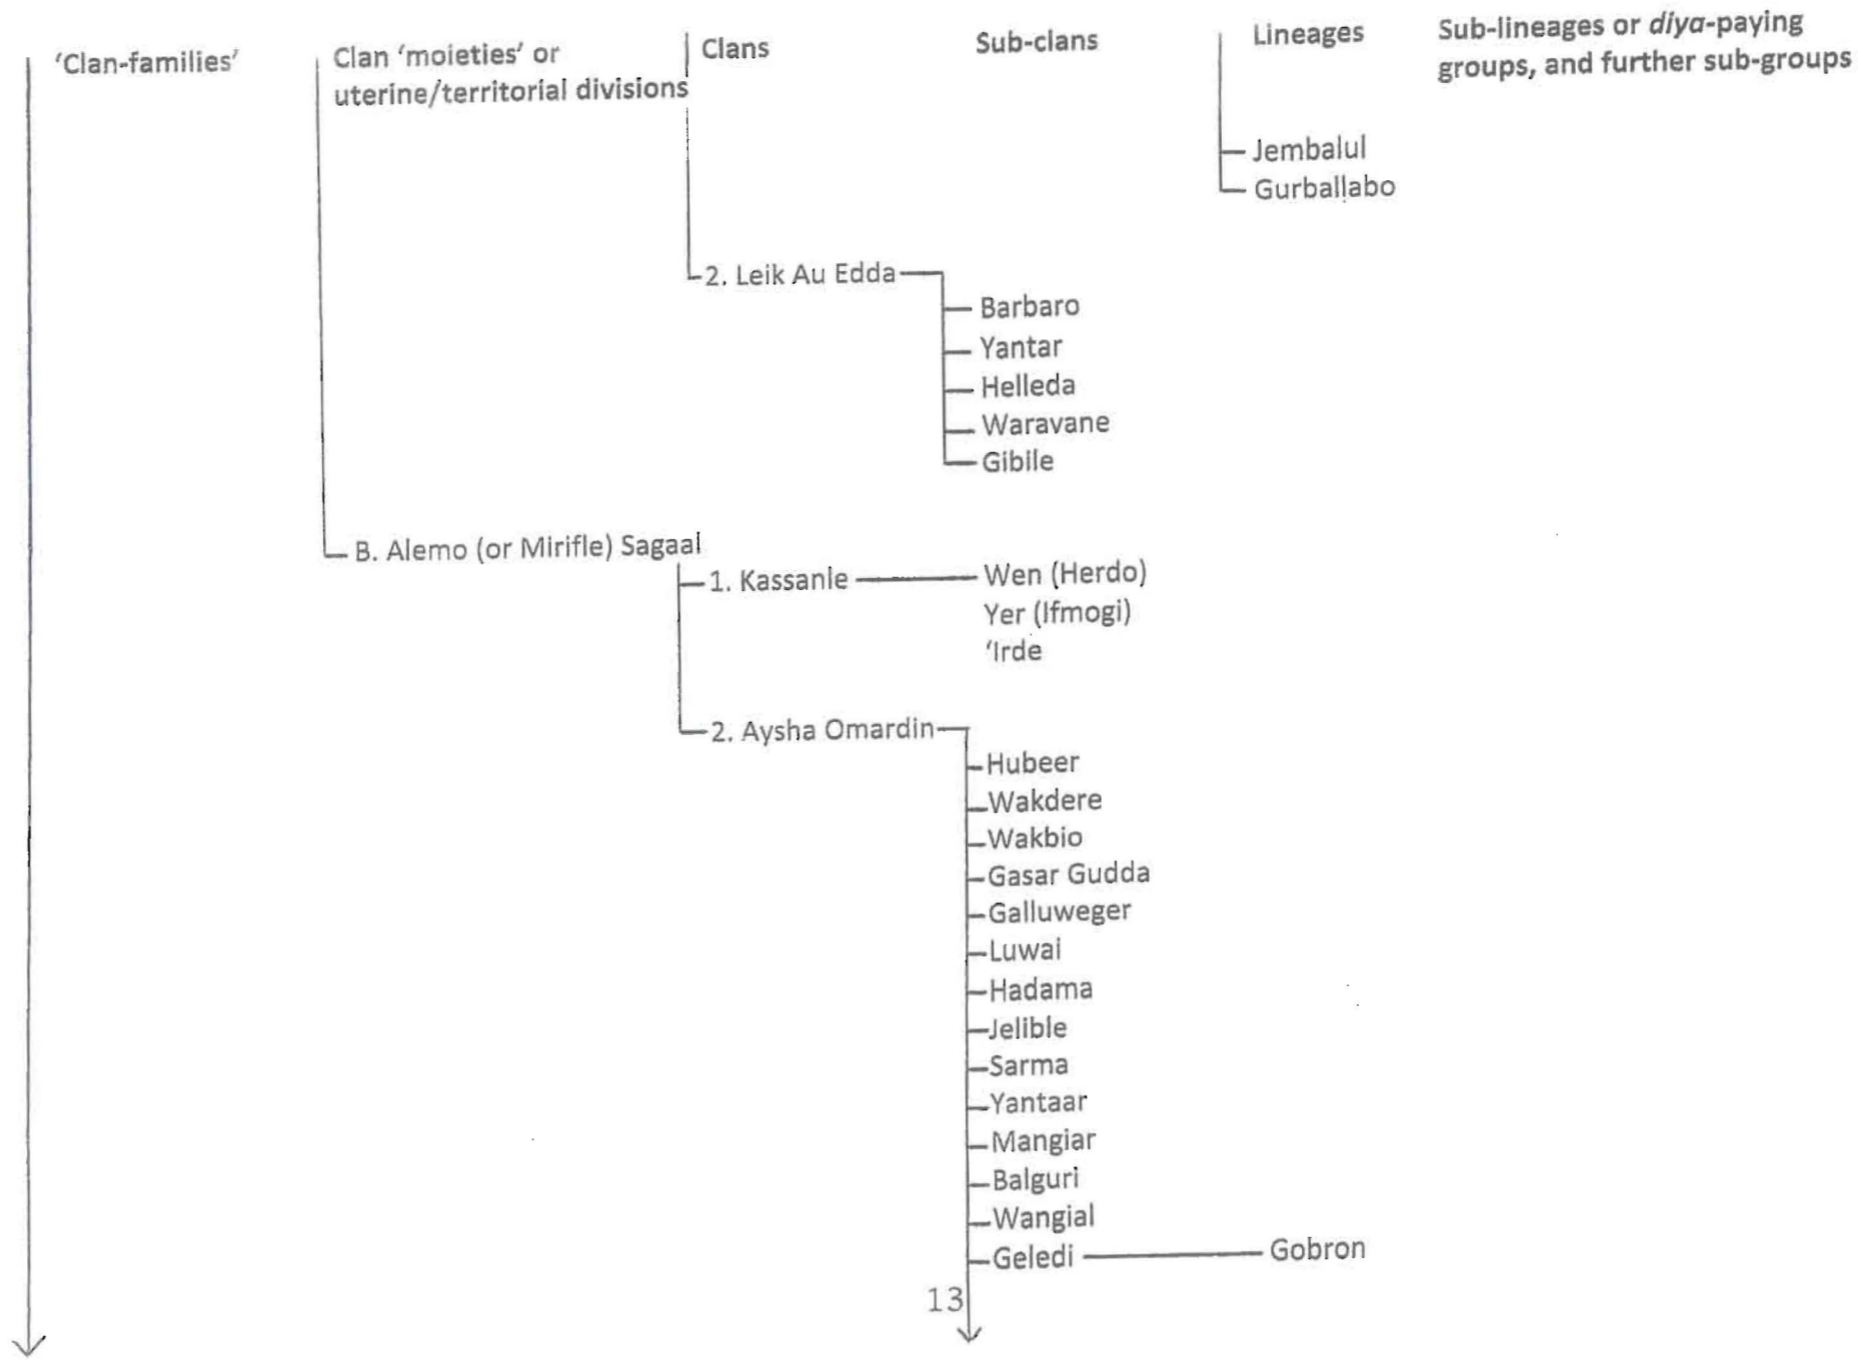 'Clan-families'
Clan 'moieties' or
uterine/territorial divisions
Clans
Sub-clans
Lineages
Sub-lineages or diya-paying
groups, and further sub-groups
Jembalul
Gurballabo
2. Leik Au Edda
Barbaro
Yantar
Helleda
Waravane
Gibile
B. Alemo (or Mirifle) Sagaal
1. Kassanle
Wen (Herdo)
Yer (Ifmogi)
'Irde
2. Aysha Omardin
Hubeer
Wakdere
Wakbio
Gasar Gudda
Galluweger
Luwai
Hadama
Jelible
Sarma
Yantaar
Mangiar
Balguri
Wangial
Geledi
Gobron
13